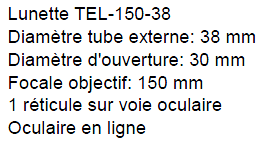 Lunette TEL-150-38
Diamètre tube externe: 38 mm
Diamètre d'ouverture: 30 mm
Focale objectif: 150 mm
1 réticule sur voie oculaire
Oculaire en ligne